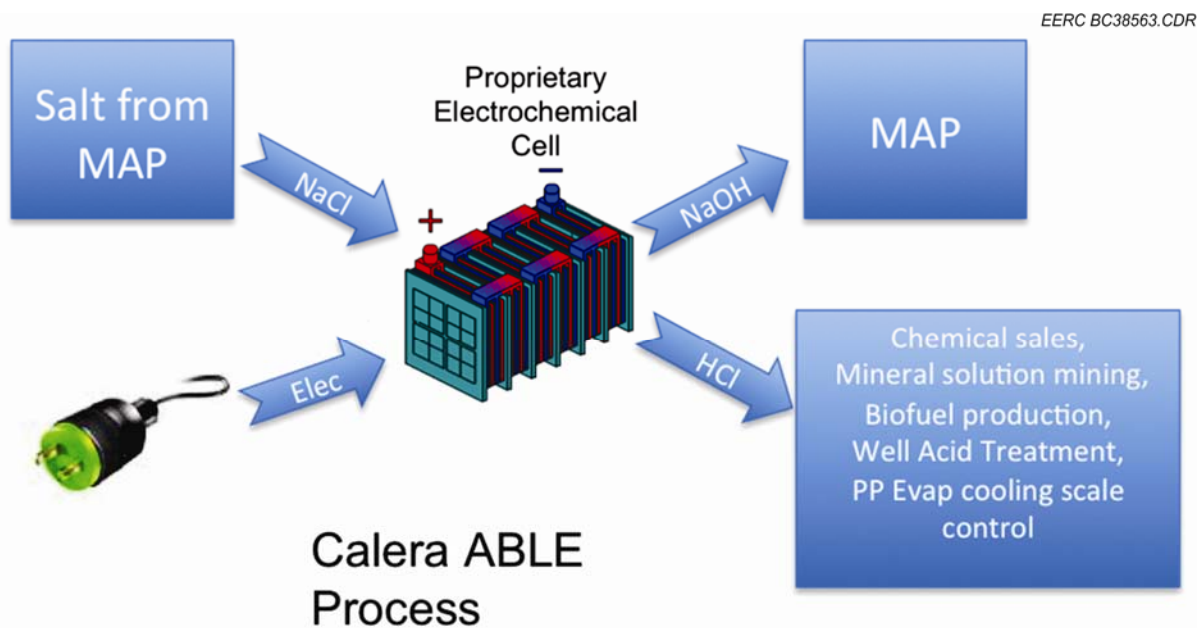 EERC BC38563.CDR
Salt from
MAP
Proprietary
Electrochemical
Cell
MAP
NaCl
NaOH
+
−
Elec
HCl
Chemical sales,
Mineral solution mining,
Biofuel production,
Well Acid Treatment,
PP Evap cooling scale
control
Calera ABLE
Process